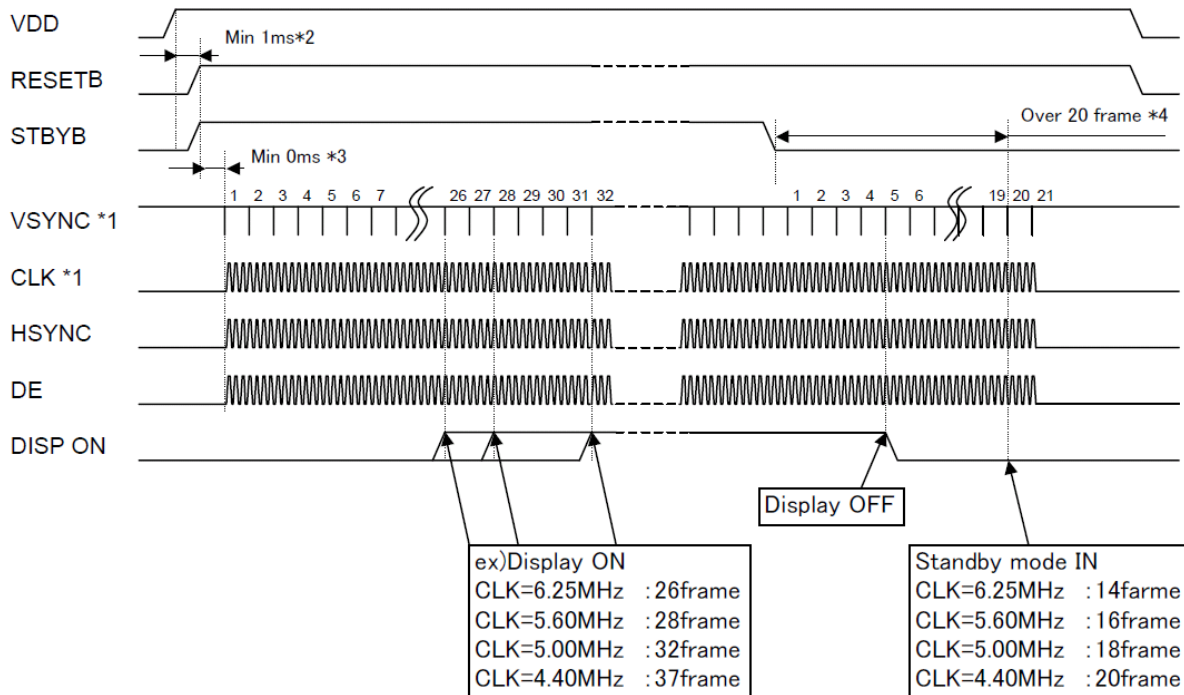 VDD
Min 1ms*2
RESETB
STBYB
Over 20 frame *4
Min 0ms *3
1 2 3 4 5 6 7 26 27 28 29 30 31 32 1 2 3 4 5 6 19 20 21
VSYNC *1
CLK *1
HSYNC
DE
DISP ON
Display OFF
ex)Display ON
CLK=6.25MHz :26frame
CLK=5.60MHz :28frame
CLK=5.00MHz :32frame
CLK=4.40MHz :37frame
Standby mode IN
CLK=6.25MHz :14farme
CLK=5.60MHz :16frame
CLK=5.00MHz :18frame
CLK=4.40MHz :20frame